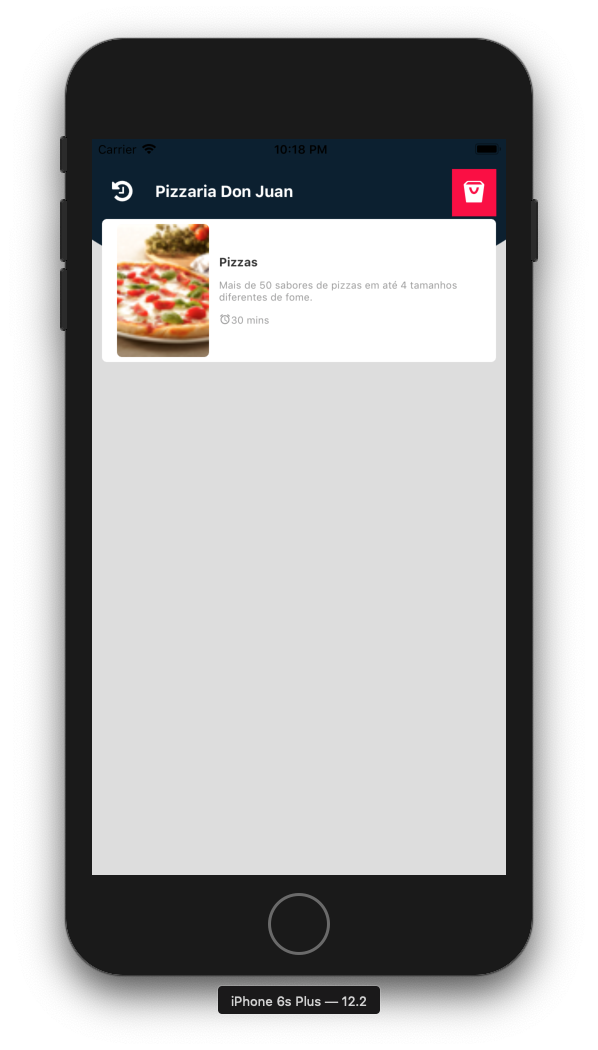 Carrier 10:18 PM
Pizzaria Don Juan
Pizzas
Mais de 50 sabores de pizzas em até 4 tamanhos
diferentes de fome.
30 mins
iPhone 6s Plus — 12.2